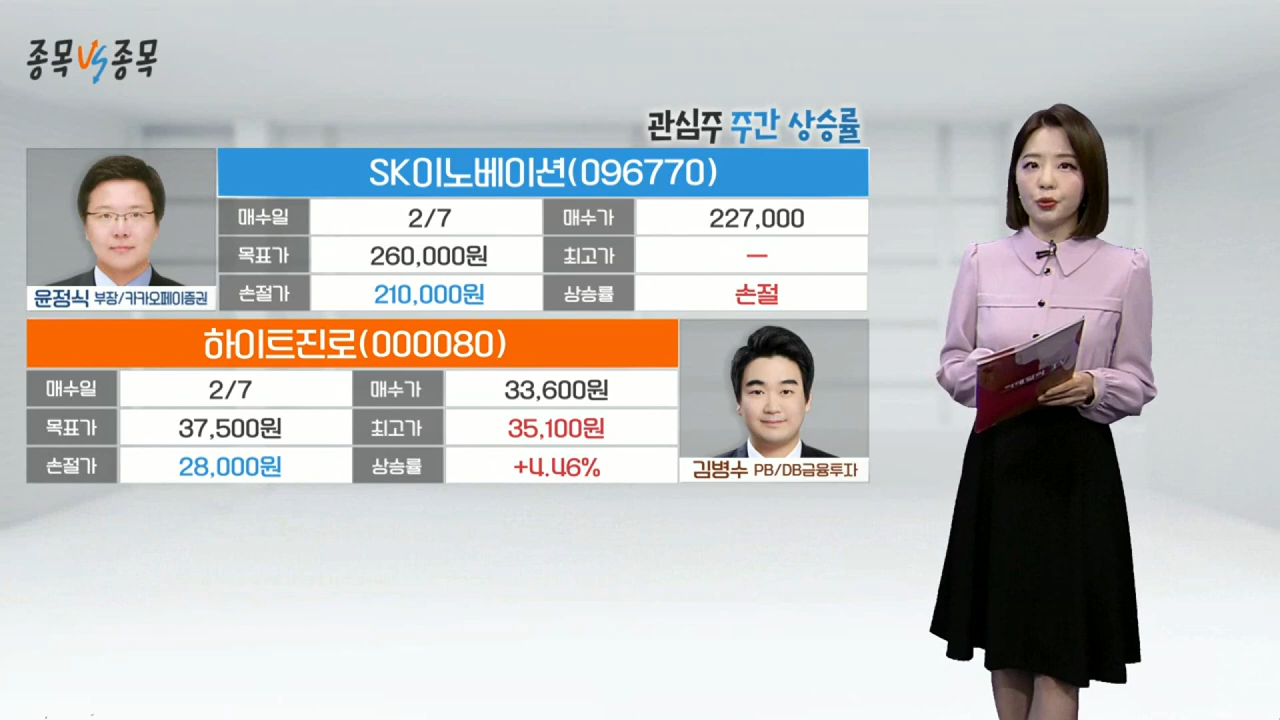 종목 VS 종목
관심주 주간 상승률
SK이노베이션(096770)
매수일 2/7 매수가 227,000
목표가 260,000원 최고가 —
손절가 210,000원 상승률 손절
윤정식 부장/카카오페이증권
하이트진로(000080)
매수일 2/7 매수가 33,600원
목표가 37,500원 최고가 35,100원
손절가 28,000원 상승률 +4.46%
김병수 PB/DB금융투자